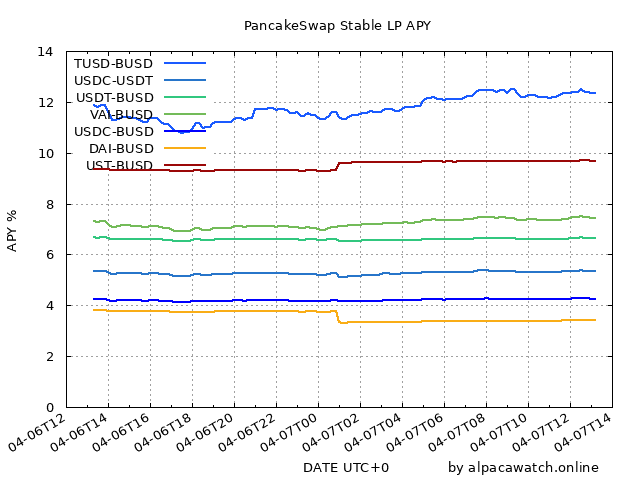 PancakeSwap Stable LP APY
14
12
10
8
6
4
2
0
APY %
TUSD-BUSD
USDC-USDT
USDT-BUSD
VAI-BUSD
USDC-BUSD
DAI-BUSD
UST-BUSD
04-06T12
04-06T14
04-06T16
04-06T18
04-06T20
04-06T22
04-07T00
04-07T02
04-07T04
04-07T06
04-07T08
04-07T10
04-07T12
04-07T14
DATE UTC+0
by alpacawatch.online